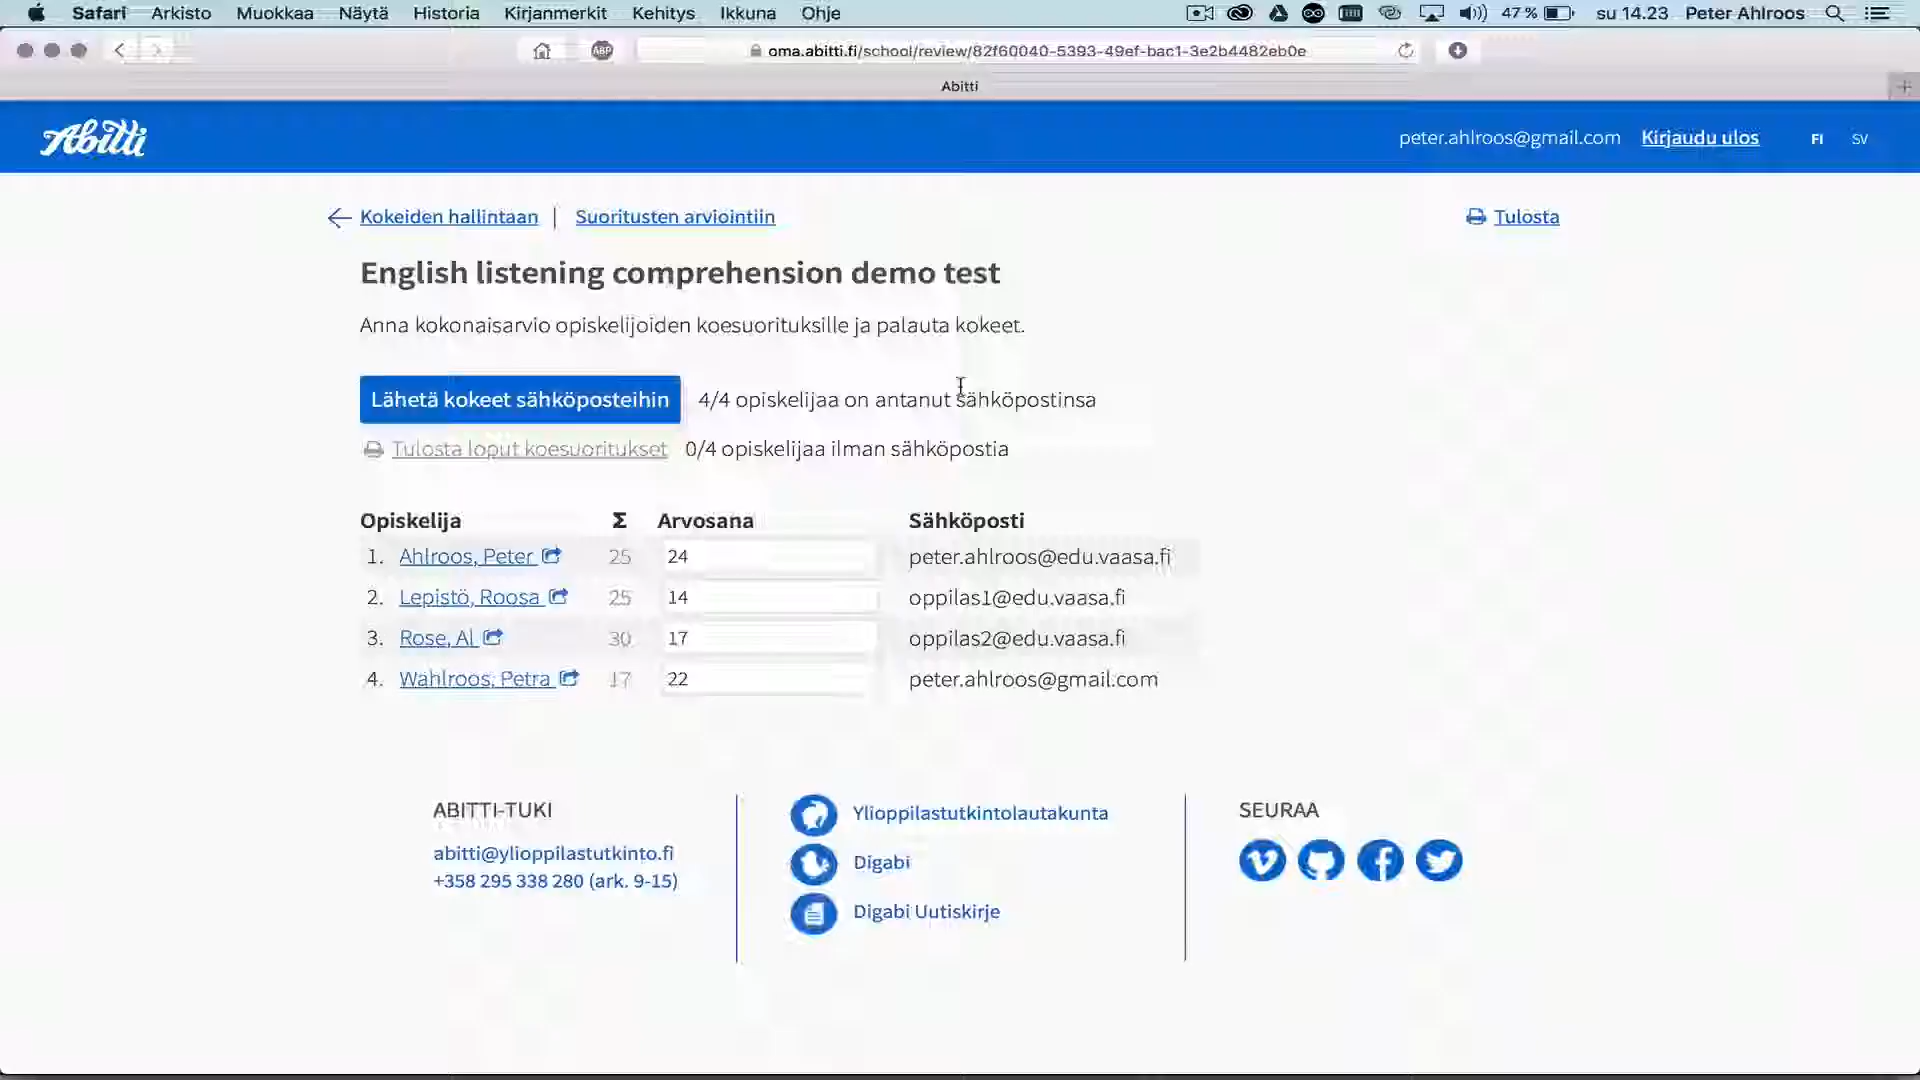 Safari Arkisto Muokkaa Näytä Historia Kirjanmerkit Kehitys Ikkuna Ohje 47 % su 14.23 Peter Ahlroos
ABP oma.abitti.fi/school/review/82f60040-5393-49ef-bac1-3e2b4482eb0e
Abitti
Abitti peter.ahlroos@gmail.com Kirjaudu ulos FI SV
Kokeiden hallintaan | Suoritusten arviointiin Tulosta
English listening comprehension demo test
Anna kokonaisarvio opiskelijoiden koesuorituksille ja palauta kokeet.
Lähetä kokeet sähköposteihin 4/4 opiskelijaa on antanut sähköpostinsa
Tulosta loput koesuoritukset 0/4 opiskelijaa ilman sähköpostia
Opiskelija Σ Arvosana Sähköposti
1. Ahlroos, Peter 25 24 peter.ahlroos@edu.vaasa.fi
2. Lepistö, Roosa 25 14 oppilas1@edu.vaasa.fi
3. Rose, Al 30 17 oppilas2@edu.vaasa.fi
4. Wahlroos, Petra 17 22 peter.ahlroos@gmail.com
ABITTI-TUKI
abitti@ylioppilastutkinto.fi
+358 295 338 280 (ark. 9-15)
Ylioppilastutkintolautakunta
Digabi
Digabi Uutiskirje
SEURAA